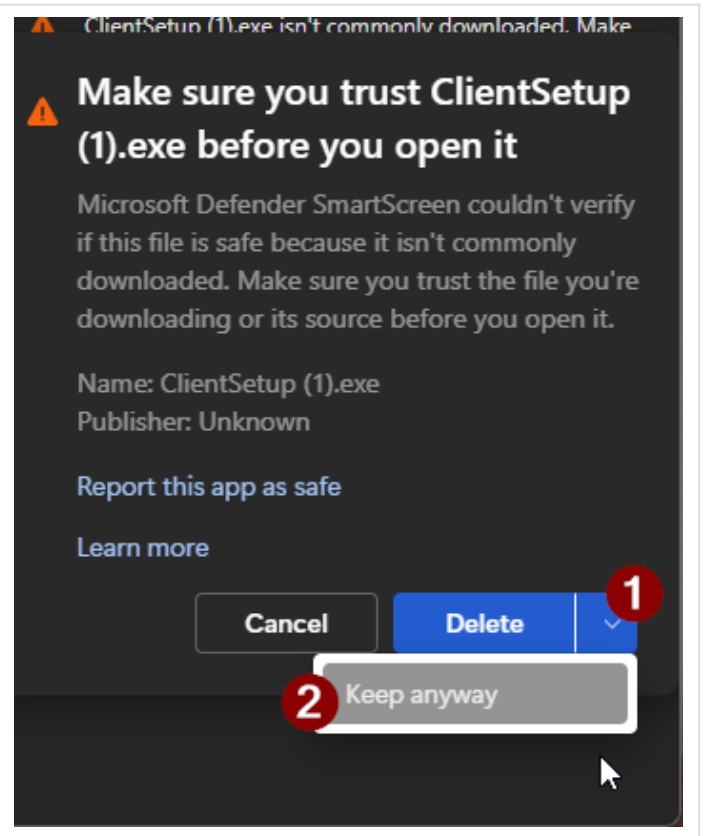 ClientSetup (1).exe isn't commonly downloaded. Make
Make sure you trust ClientSetup
(1).exe before you open it
Microsoft Defender SmartScreen couldn't verify
if this file is safe because it isn't commonly
downloaded. Make sure you trust the file you're
downloading or its source before you open it.
Name: ClientSetup (1).exe
Publisher: Unknown
Report this app as safe
Learn more
Cancel
Delete
1
2
Keep anyway